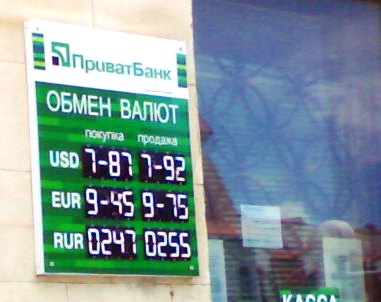 ПриватБанк
ОБМЕН ВАЛЮТ
покупка продажа
USD 7-87 7-92
EUR 9-45 9-75
RUR 0247 0255
КАССА